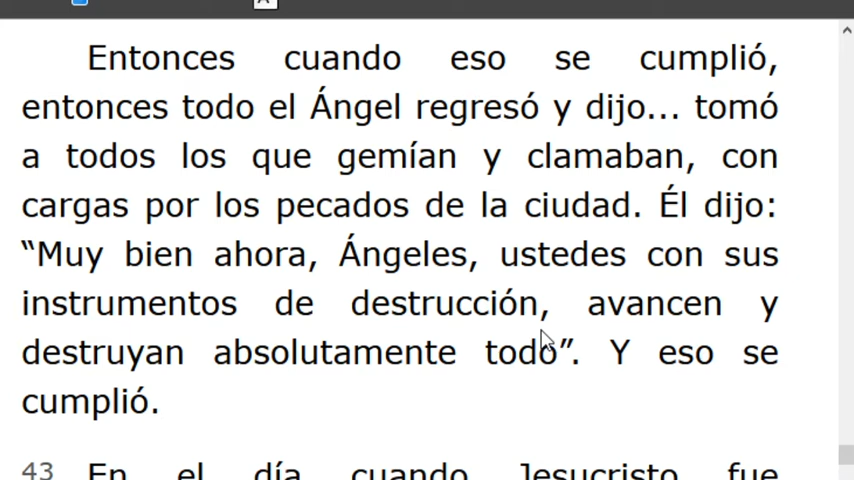 Entonces cuando eso se cumplió,
entonces todo el Ángel regresó y dijo... tomó
a todos los que gemían y clamaban, con
cargas por los pecados de la ciudad. Él dijo:
“Muy bien ahora, Ángeles, ustedes con sus
instrumentos de destrucción, avancen y
destruyan absolutamente todo”. Y eso se
cumplió.
43 En el día cuando Jesucristo fue